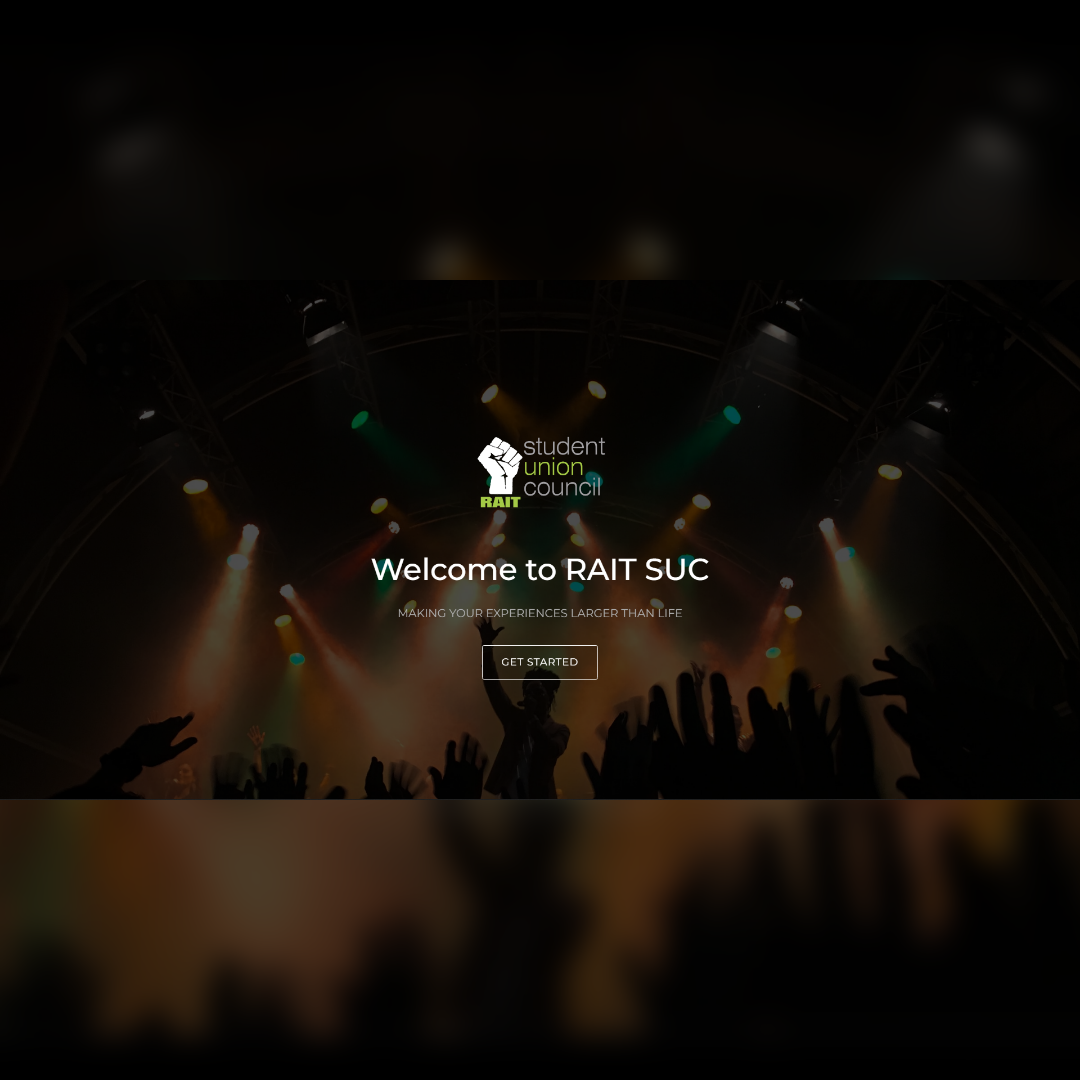 student
union
council
RAIT
Welcome to RAIT SUC
MAKING YOUR EXPERIENCES LARGER THAN LIFE
GET STARTED